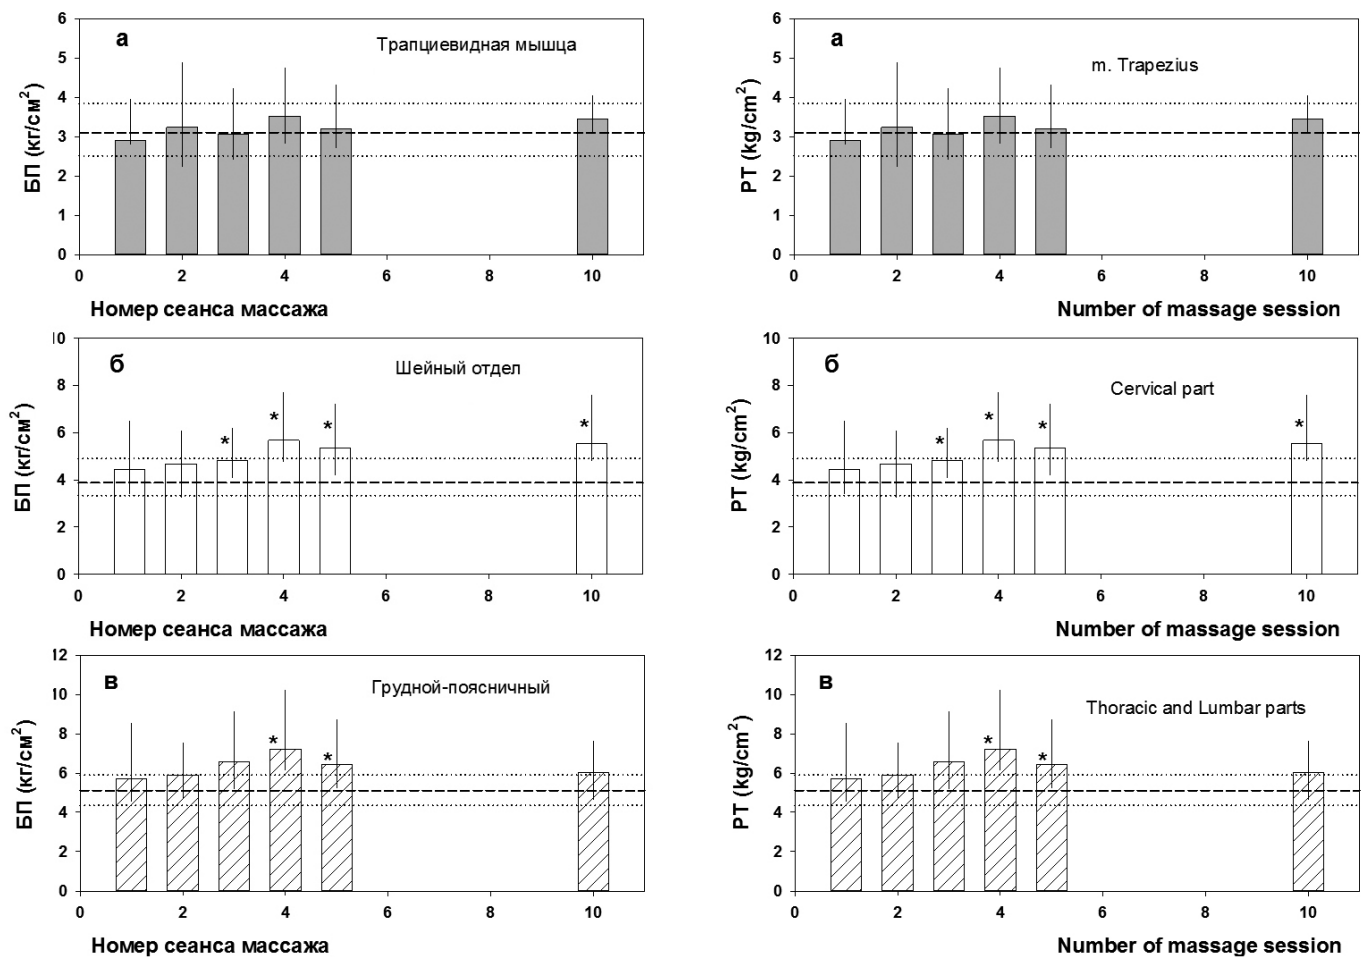 а
Трапциевидная мышца
БП (кг/см²)
6
5
4
3
2
1
0
0 2 4 6 8 10
Номер сеанса массажа
а
m. Trapezius
PT (kg/cm²)
6
5
4
3
2
1
0
0 2 4 6 8 10
Number of massage session
б
Шейный отдел
БП (кг/см²)
10
8
6
4
2
0
* * * *
0 2 4 6 8 10
Номер сеанса массажа
б
Cervical part
PT (kg/cm²)
10
8
6
4
2
0
* * * *
0 2 4 6 8 10
Number of massage session
в
Грудной-поясничный
БП (кг/см²)
12
10
8
6
4
2
0
* *
0 2 4 6 8 10
Номер сеанса массажа
в
Thoracic and Lumbar parts
PT (kg/cm²)
12
10
8
6
4
2
0
* *
0 2 4 6 8 10
Number of massage session